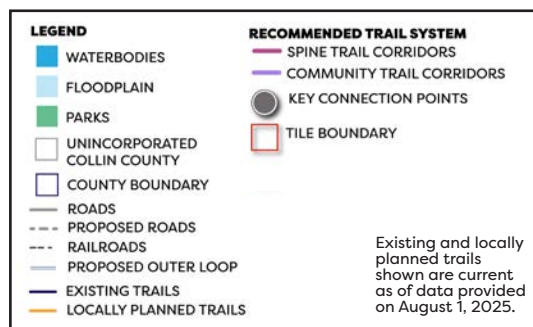 LEGEND
WATERBODIES
FLOODPLAIN
PARKS
UNINCORPORATED
COLLIN COUNTY
COUNTY BOUNDARY
ROADS
PROPOSED ROADS
RAILROADS
PROPOSED OUTER LOOP
EXISTING TRAILS
LOCALLY PLANNED TRAILS
RECOMMENDED TRAIL SYSTEM
SPINE TRAIL CORRIDORS
COMMUNITY TRAIL CORRIDORS
KEY CONNECTION POINTS
TILE BOUNDARY
Existing and locally
planned trails
shown are current
as of data provided
on August 1, 2025.